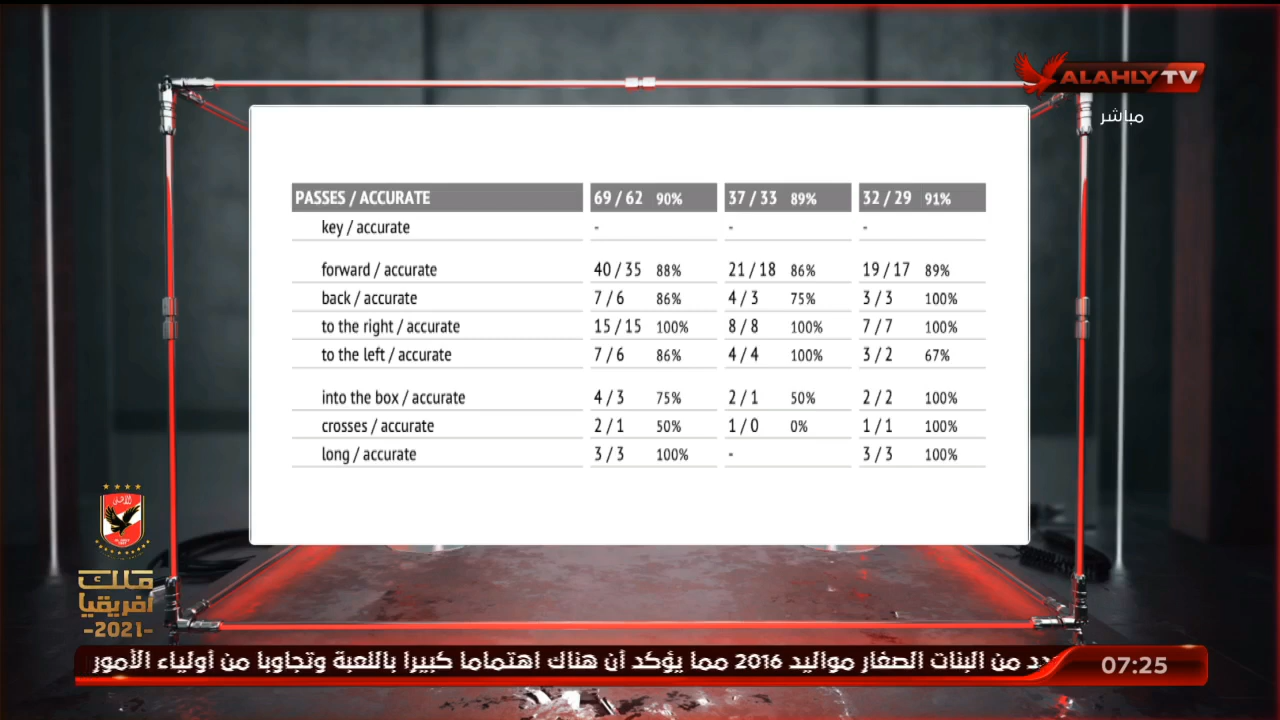 ALAHLY TV
مباشر
PASSES / ACCURATE 69 / 62 90% 37 / 33 89% 32 / 29 91%
key / accurate - - -
forward / accurate 40 / 35 88% 21 / 18 86% 19 / 17 89%
back / accurate 7 / 6 86% 4 / 3 75% 3 / 3 100%
to the right / accurate 15 / 15 100% 8 / 8 100% 7 / 7 100%
to the left / accurate 7 / 6 86% 4 / 4 100% 3 / 2 67%
into the box / accurate 4 / 3 75% 2 / 1 50% 2 / 2 100%
crosses / accurate 2 / 1 50% 1 / 0 0% 1 / 1 100%
long / accurate 3 / 3 100% - 3 / 3 100%
ملك
افريقيا
-2021-
من البنات الصغار مواليد 2016 مما يؤكد أن هناك اهتماما كبيرا باللعبة وتجاوبا من أولياء الأمور
07:25